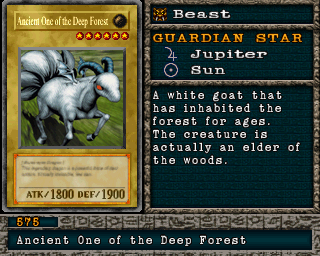 Ancient One of the Deep Forest
ATK/1800 DEF/1900
Beast
GUARDIAN STAR
Jupiter
Sun
A white goat that
has inhabited the
forest for ages.
The creature is
actually an elder of
the woods.
575
Ancient One of the Deep Forest